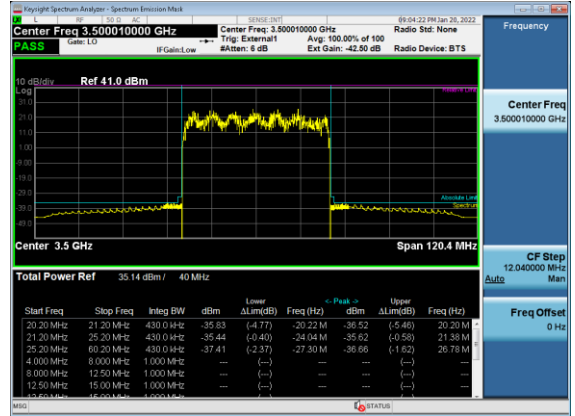 Keysight Spectrum Analyzer - Spectrum Emission Mask
L RF 50 Ω AC SENSE:INT 09:04:22 PM Jan 20, 2022
Center Freq 3.500010000 GHz Center Freq: 3.500010000 GHz Radio Std: None Frequency
Gate: LO Trig: External1 Avg: 100.00% of 100
PASS IFGain:Low #Atten: 6 dB Ext Gain: -42.50 dB Radio Device: BTS
10 dB/div Ref 41.0 dBm
Log Relative Limit
31.0
21.0
11.0
1.00
-9.00
-19.0
-29.0
-39.0
-49.0
Absolute Limit
Spectrum
Center Freq
3.500010000 GHz
Center 3.5 GHz Span 120.4 MHz
CF Step
12.040000 MHz
Auto Man
Total Power Ref 35.14 dBm / 40 MHz
Lower <- Peak -> Upper
Start Freq Stop Freq Integ BW dBm ΔLim(dB) Freq (Hz) dBm ΔLim(dB) Freq (Hz)
20.20 MHz 21.20 MHz 430.0 kHz -35.83 (-4.77) -20.22 M -36.52 (-5.46) 20.20 M
21.20 MHz 25.20 MHz 430.0 kHz -35.44 (-0.40) -24.04 M -35.62 (-0.58) 21.38 M
25.20 MHz 60.20 MHz 430.0 kHz -37.41 (-2.37) -27.30 M -36.66 (-1.62) 26.78 M
4.000 MHz 8.000 MHz 1.000 MHz --- (---) --- (---) ---
8.000 MHz 12.50 MHz 1.000 MHz --- (---) --- (---) ---
12.50 MHz 15.00 MHz 1.000 MHz --- (---) --- (---) ---
Freq Offset
0 Hz
MSG STATUS